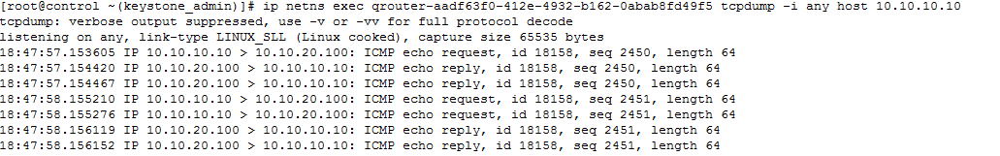 [root@control ~(keystone_admin)]# ip netns exec qrouter-aadf63f0-412e-4932-b162-0abab8fd49f5 tcpdump -i any host 10.10.10.10
tcpdump: verbose output suppressed, use -v or -vv for full protocol decode
listening on any, link-type LINUX_SLL (Linux cooked), capture size 65535 bytes
18:47:57.153605 IP 10.10.10.10 > 10.10.20.100: ICMP echo request, id 18158, seq 2450, length 64
18:47:57.154420 IP 10.10.20.100 > 10.10.10.10: ICMP echo reply, id 18158, seq 2450, length 64
18:47:57.154467 IP 10.10.20.100 > 10.10.10.10: ICMP echo reply, id 18158, seq 2450, length 64
18:47:58.155210 IP 10.10.10.10 > 10.10.20.100: ICMP echo request, id 18158, seq 2451, length 64
18:47:58.155276 IP 10.10.10.10 > 10.10.20.100: ICMP echo request, id 18158, seq 2451, length 64
18:47:58.156119 IP 10.10.20.100 > 10.10.10.10: ICMP echo reply, id 18158, seq 2451, length 64
18:47:58.156152 IP 10.10.20.100 > 10.10.10.10: ICMP echo reply, id 18158, seq 2451, length 64